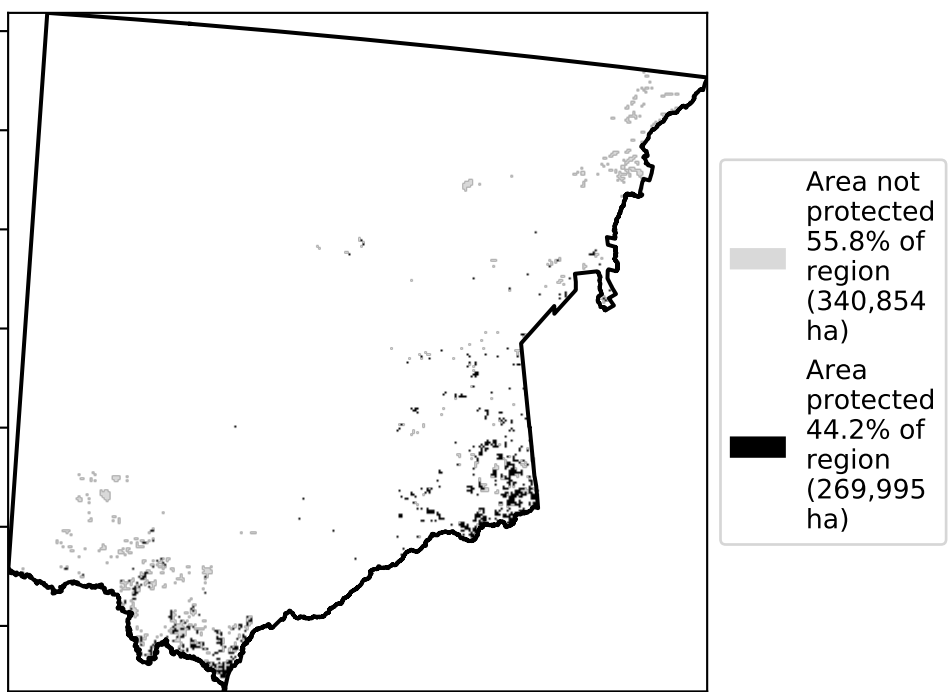 Area not
protected
55.8% of
region
(340,854
ha)
Area
protected
44.2% of
region
(269,995
ha)